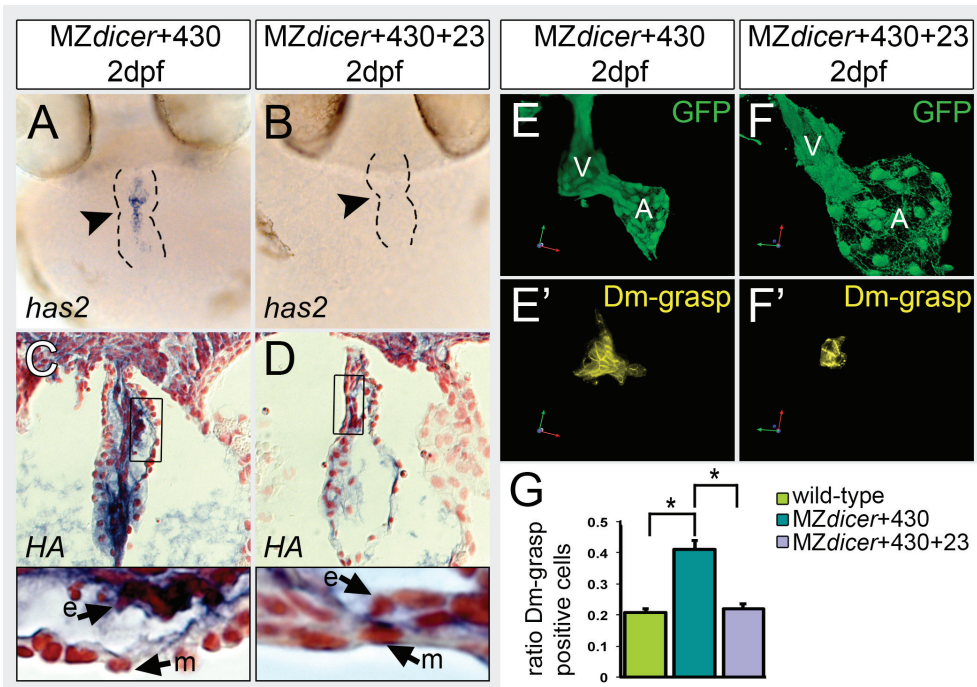 MZdicer+430
2dpf
MZdicer+430+23
2dpf
MZdicer+430
2dpf
MZdicer+430+23
2dpf
A
has2
B
has2
C
HA
D
HA
e
m
e
m
E
GFP
V
A
F
GFP
V
A
E'
Dm-grasp
F'
Dm-grasp
G
ratio Dm-grasp
positive cells
0.5
0.4
0.3
0.2
0.1
0
*
*
wild-type
MZdicer+430
MZdicer+430+23